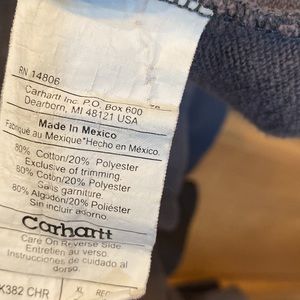 RN 14806
Carhartt Inc. P.O. Box 600
Dearborn, MI 48121 USA
Made In Mexico
Fabriqué au Mexique*Hecho en México.
80% Cotton/20% Polyester
Exclusive of trimming.
80% Coton/20% Polyester
Sans garniture.
80% Algodón/20% Poliéster
Sin incluir adorno.
Carhartt
Care On Reverse Side
Entretien au verso.
Instrucciones de cuidado al
dorso.
K382 CHR XL REG